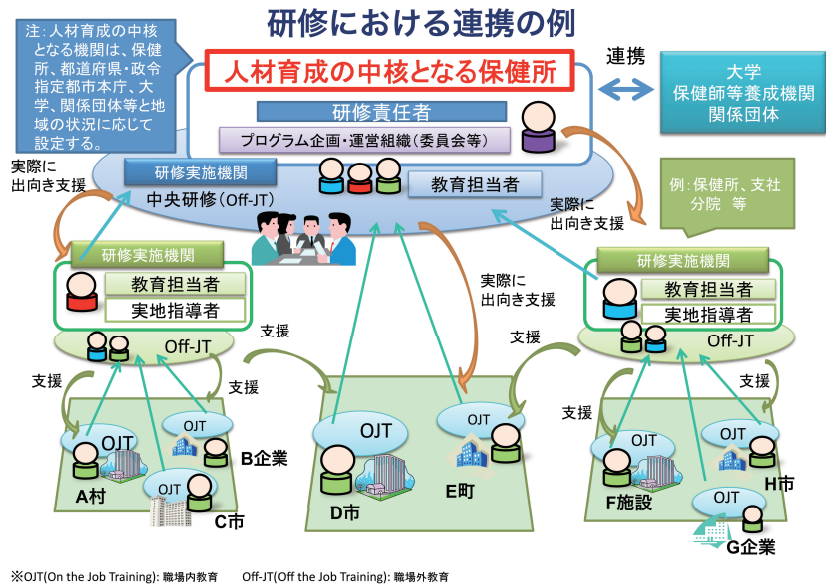 研修における連携の例
注：人材育成の中核
となる機関は、保健
所、都道府県・政令
指定都市本庁、大
学、関係団体等と地
域の状況に応じて
設定する。
人材育成の中核となる保健所
連携
大学
保健師等養成機関
関係団体
研修責任者
プログラム企画・運営組織（委員会等）
実際に
出向き支援
研修実施機関
中央研修（Off-JT）
教育担当者
実際に
出向き支援
例：保健所、支社
分院　等
研修実施機関
教育担当者
実地指導者
Off-JT
実際に
出向き支援
研修実施機関
教育担当者
実地指導者
Off-JT
支援
支援
支援
支援
支援
支援
OJT
A村
OJT
B企業
OJT
C市
OJT
D市
OJT
E町
OJT
F施設
OJT
H市
OJT
G企業
※OJT(On the Job Training): 職場内教育　　Off-JT(Off the Job Training): 職場外教育